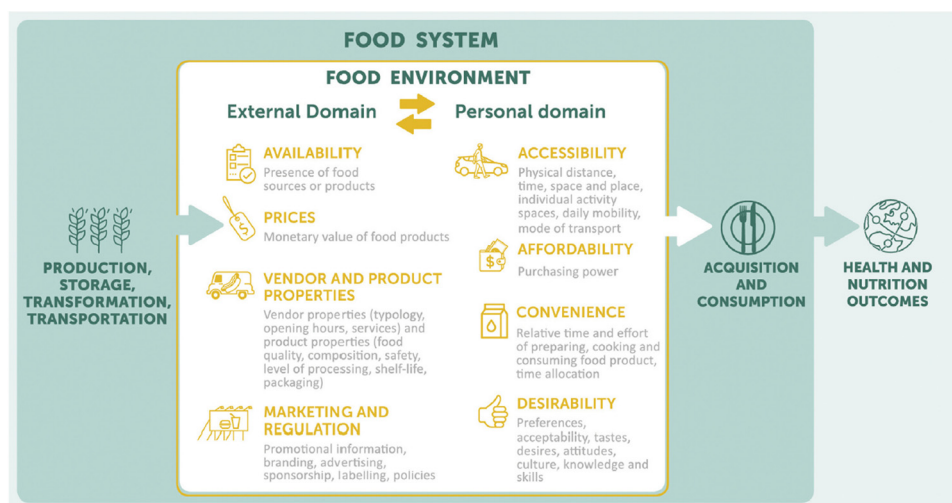 FOOD SYSTEM
FOOD ENVIRONMENT
External Domain
Personal domain
AVAILABILITY
Presence of food
sources or products
PRICES
Monetary value of food products
VENDOR AND PRODUCT
PROPERTIES
Vendor properties (typology,
opening hours, services) and
product properties (food
quality, composition, safety,
level of processing, shelf-life,
packaging)
MARKETING AND
REGULATION
Promotional information,
branding, advertising,
sponsorship, labelling, policies
ACCESSIBILITY
Physical distance,
time, space and place,
individual activity
spaces, daily mobility,
mode of transport
AFFORDABILITY
Purchasing power
CONVENIENCE
Relative time and effort
of preparing, cooking and
consuming food product,
time allocation
DESIRABILITY
Preferences,
acceptability, tastes,
desires, attitudes,
culture, knowledge and
skills
PRODUCTION,
STORAGE,
TRANSFORMATION,
TRANSPORTATION
ACQUISITION
AND
CONSUMPTION
HEALTH AND
NUTRITION
OUTCOMES